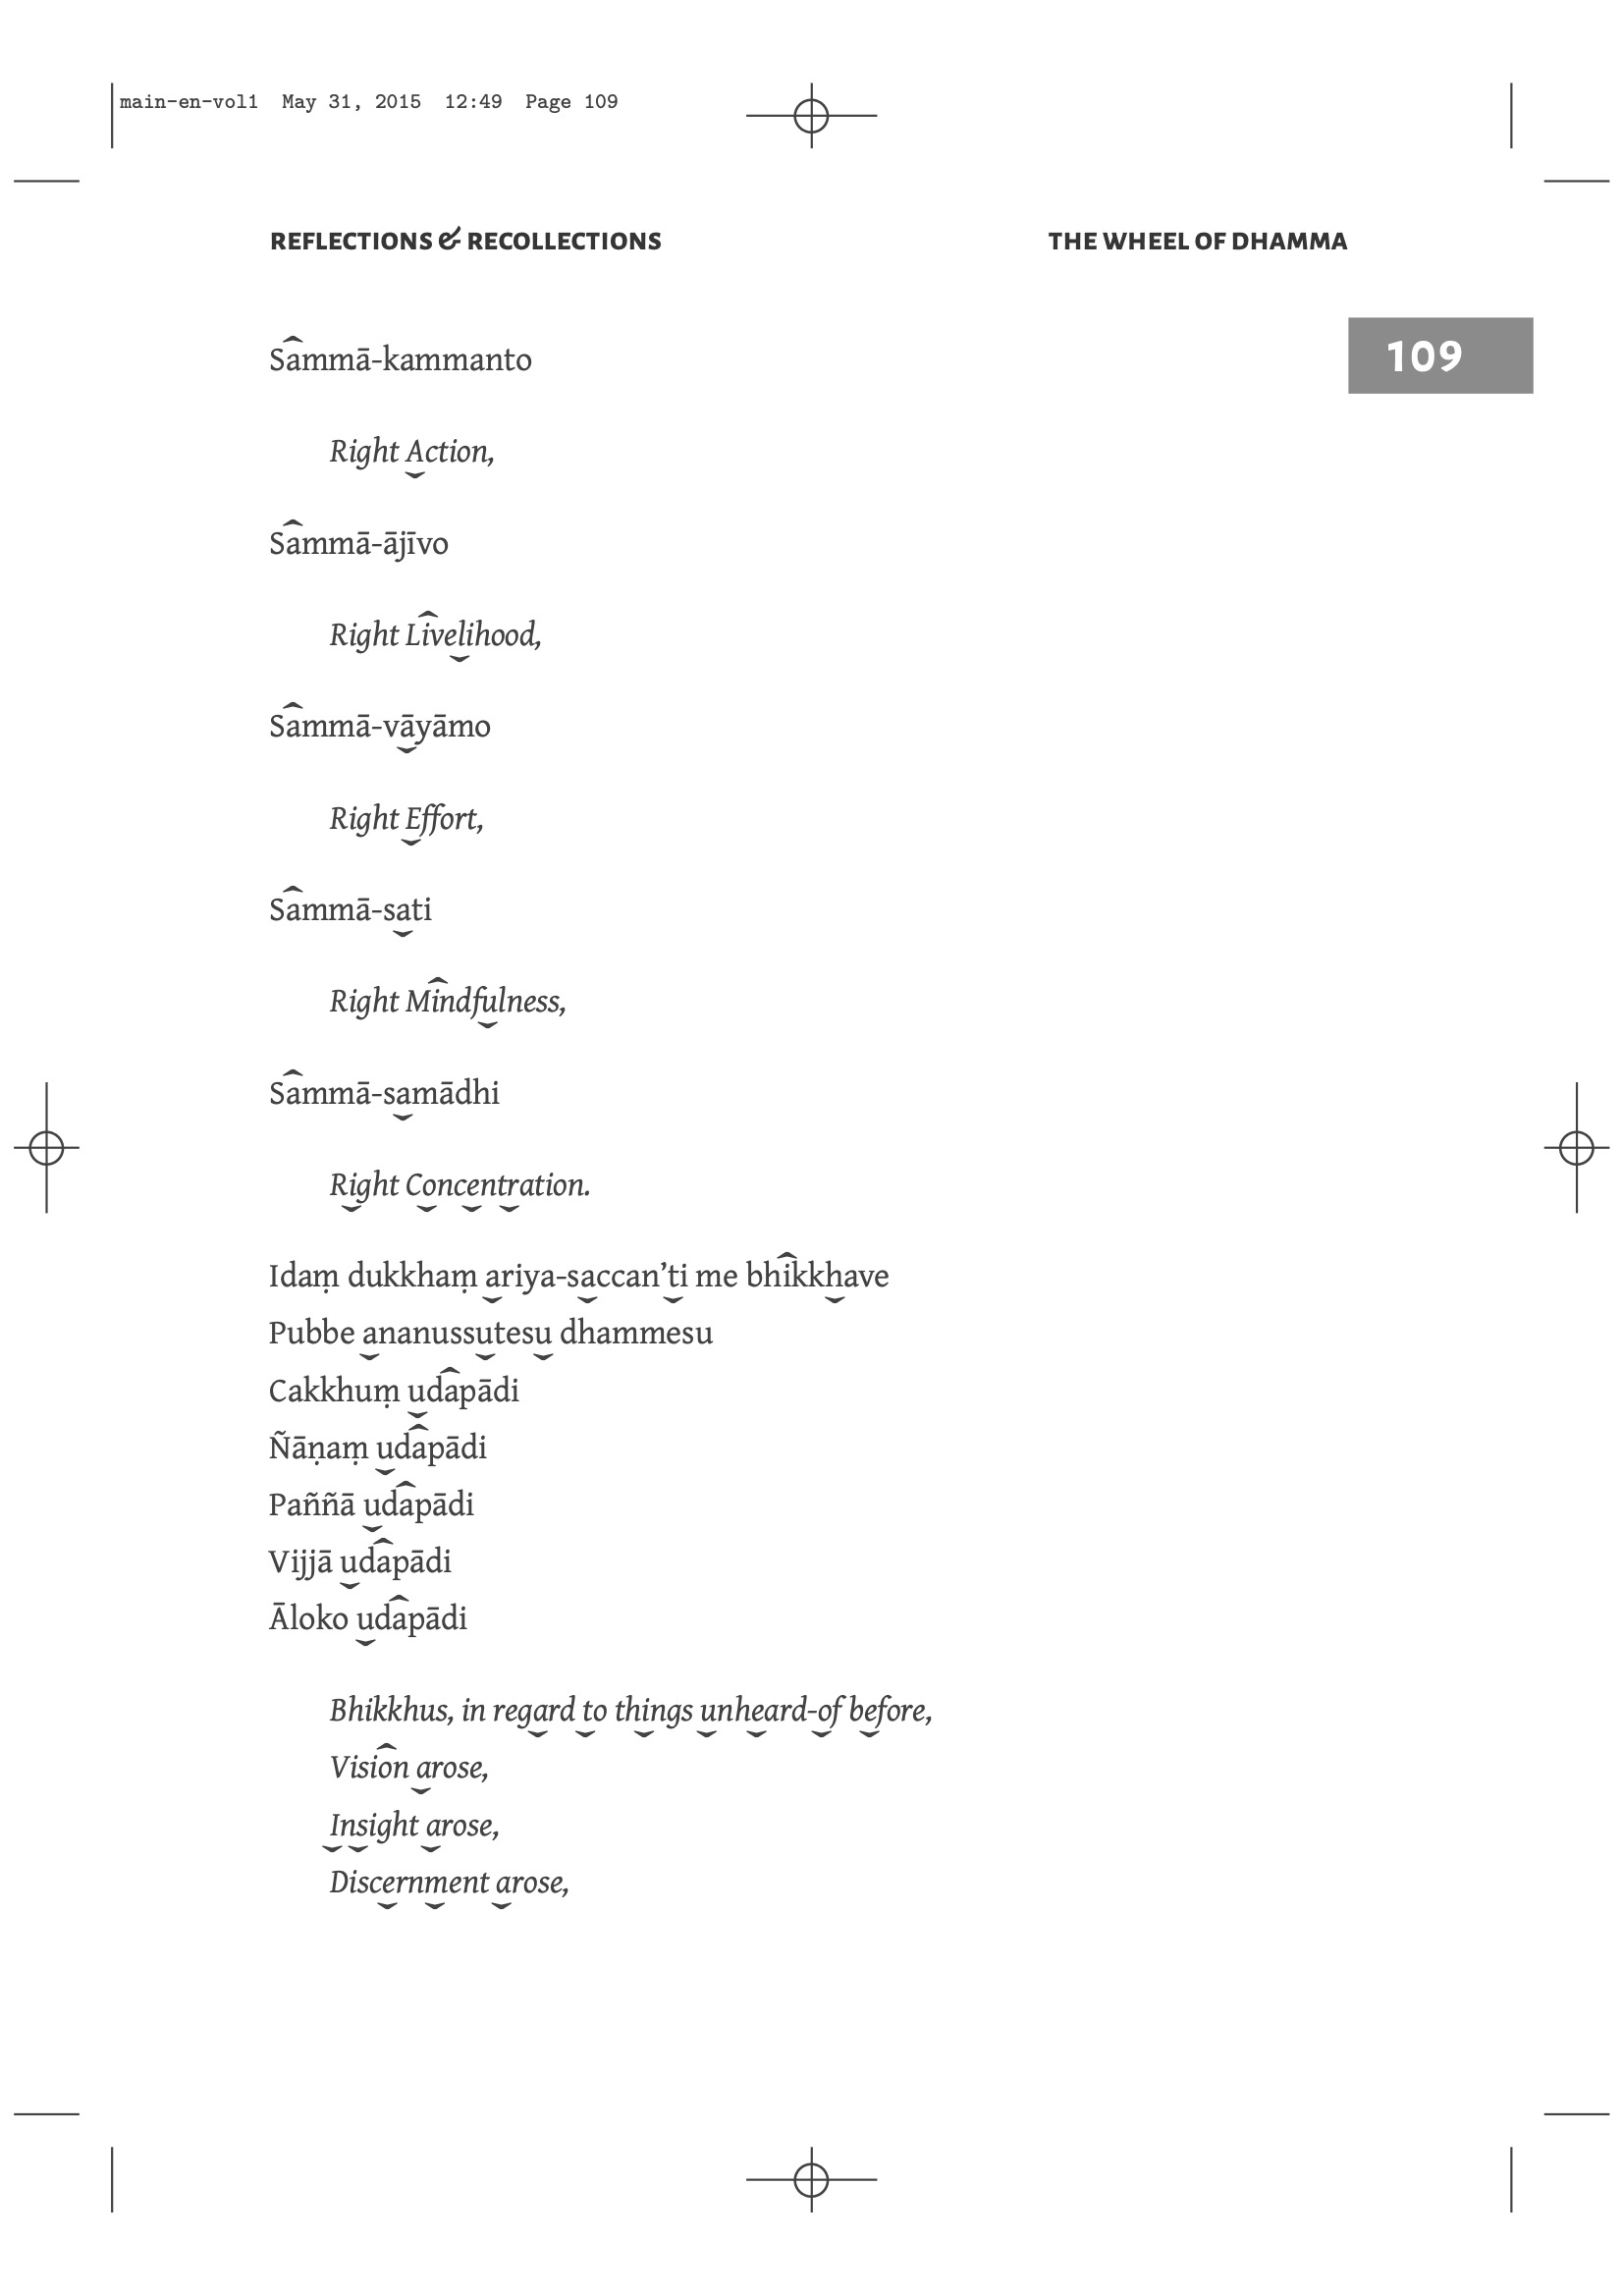 main-en-vol1 May 31, 2015 12:49 Page 109
REFLECTIONS & RECOLLECTIONS THE WHEEL OF DHAMMA
109
Sammā-kammanto
Right Action,
Sammā-ājīvo
Right Livelihood,
Sammā-vāyāmo
Right Effort,
Sammā-sati
Right Mindfulness,
Sammā-samādhi
Right Concentration.
Idaṃ dukkhaṃ ariya-saccan’ti me bhikkhave
Pubbe ananussutesu dhammesu
Cakkhuṃ udapādi
Ñāṇaṃ udapādi
Paññā udapādi
Vijjā udapādi
Āloko udapādi
Bhikkhus, in regard to things unheard-of before,
Vision arose,
Insight arose,
Discernment arose,